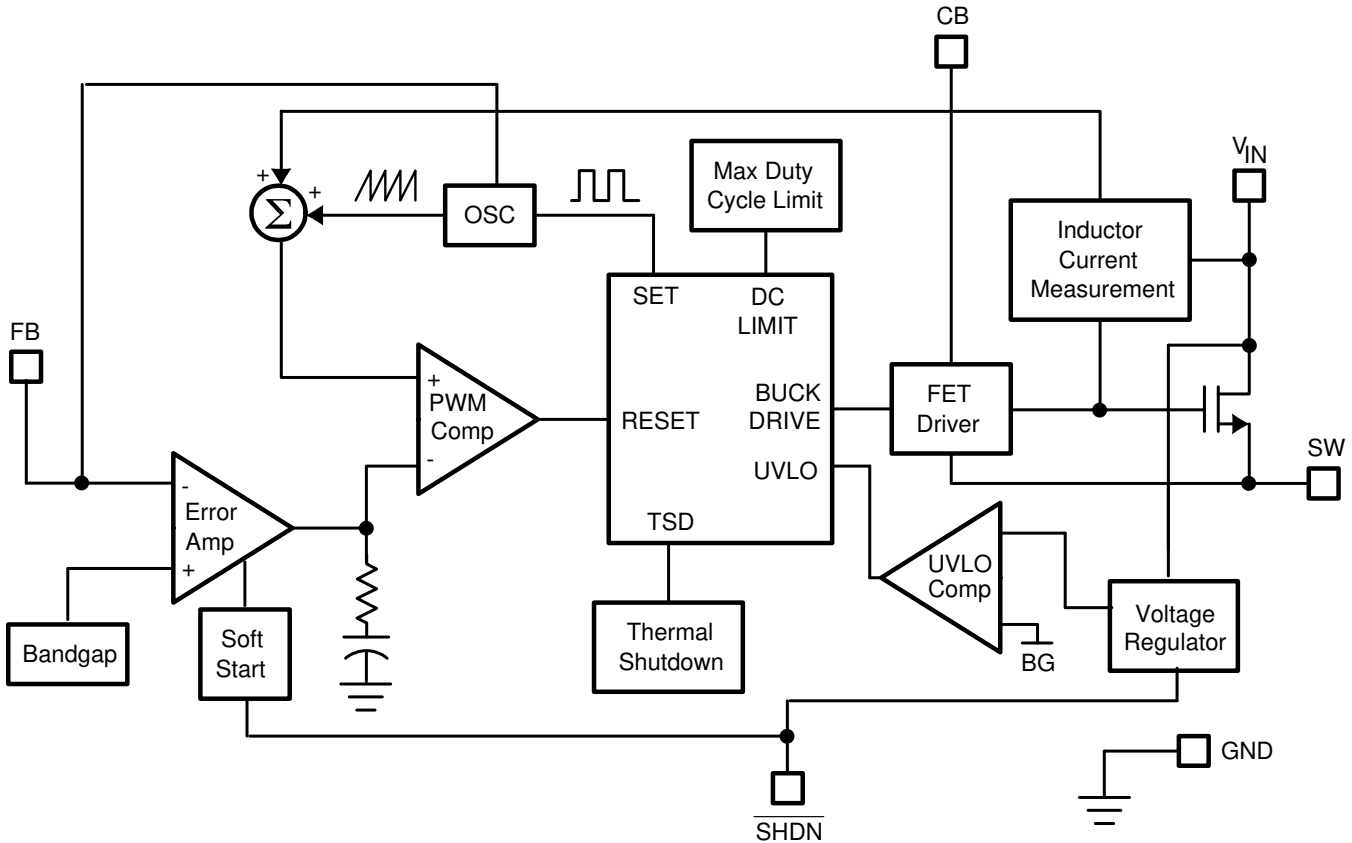 CB
V_IN
Max Duty
Cycle Limit
+
+
Σ
OSC
Inductor
Current
Measurement
SET
DC
LIMIT
FB
+
PWM
Comp
-
RESET
BUCK
DRIVE
FET
Driver
UVLO
SW
-
Error
Amp
+
TSD
UVLO
Comp
BG
Voltage
Regulator
Bandgap
Soft
Start
Thermal
Shutdown
GND
SHDN